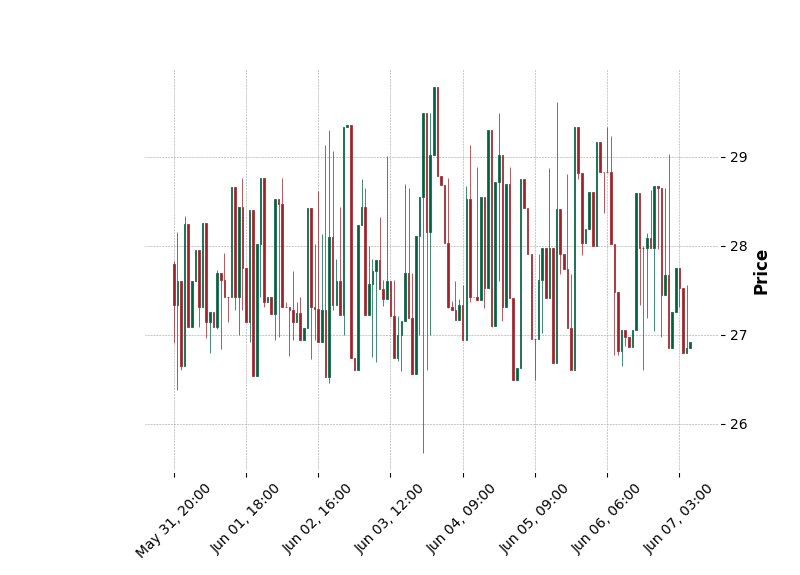 29
28
27
26
Price
May 31, 20:00
Jun 01, 18:00
Jun 02, 16:00
Jun 03, 12:00
Jun 04, 09:00
Jun 05, 09:00
Jun 06, 06:00
Jun 07, 03:00